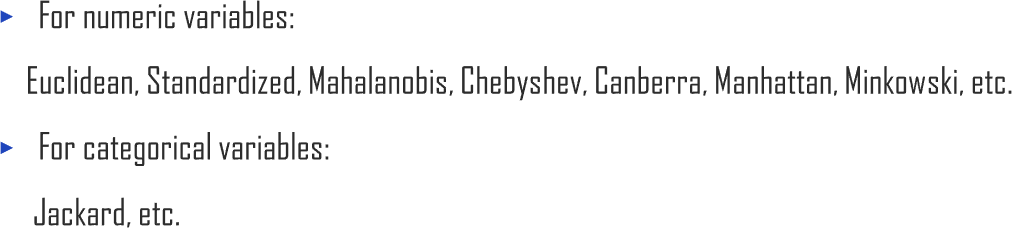 ► For numeric variables:
Euclidean, Standardized, Mahalanobis, Chebyshev, Canberra, Manhattan, Minkowski, etc.
► For categorical variables:
Jackard, etc.